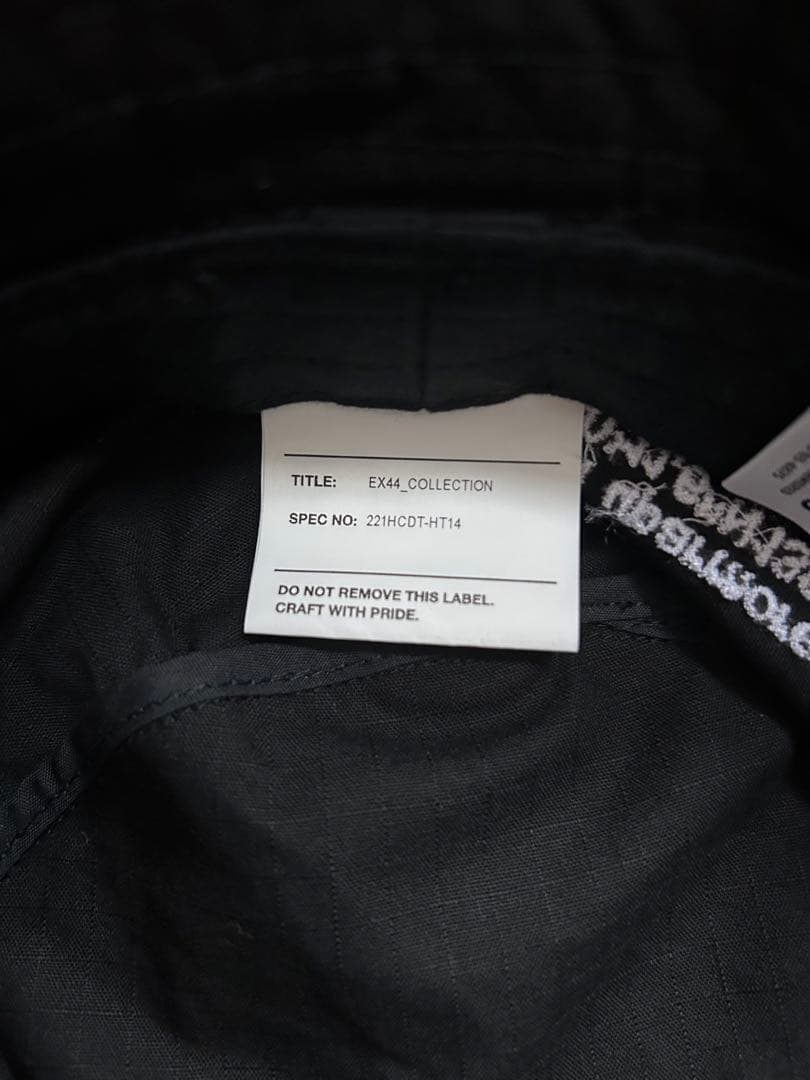 TITLE: EX44_COLLECTION
SPEC NO: 221HCDT-HT14
DO NOT REMOVE THIS LABEL.
CRAFT WITH PRIDE.